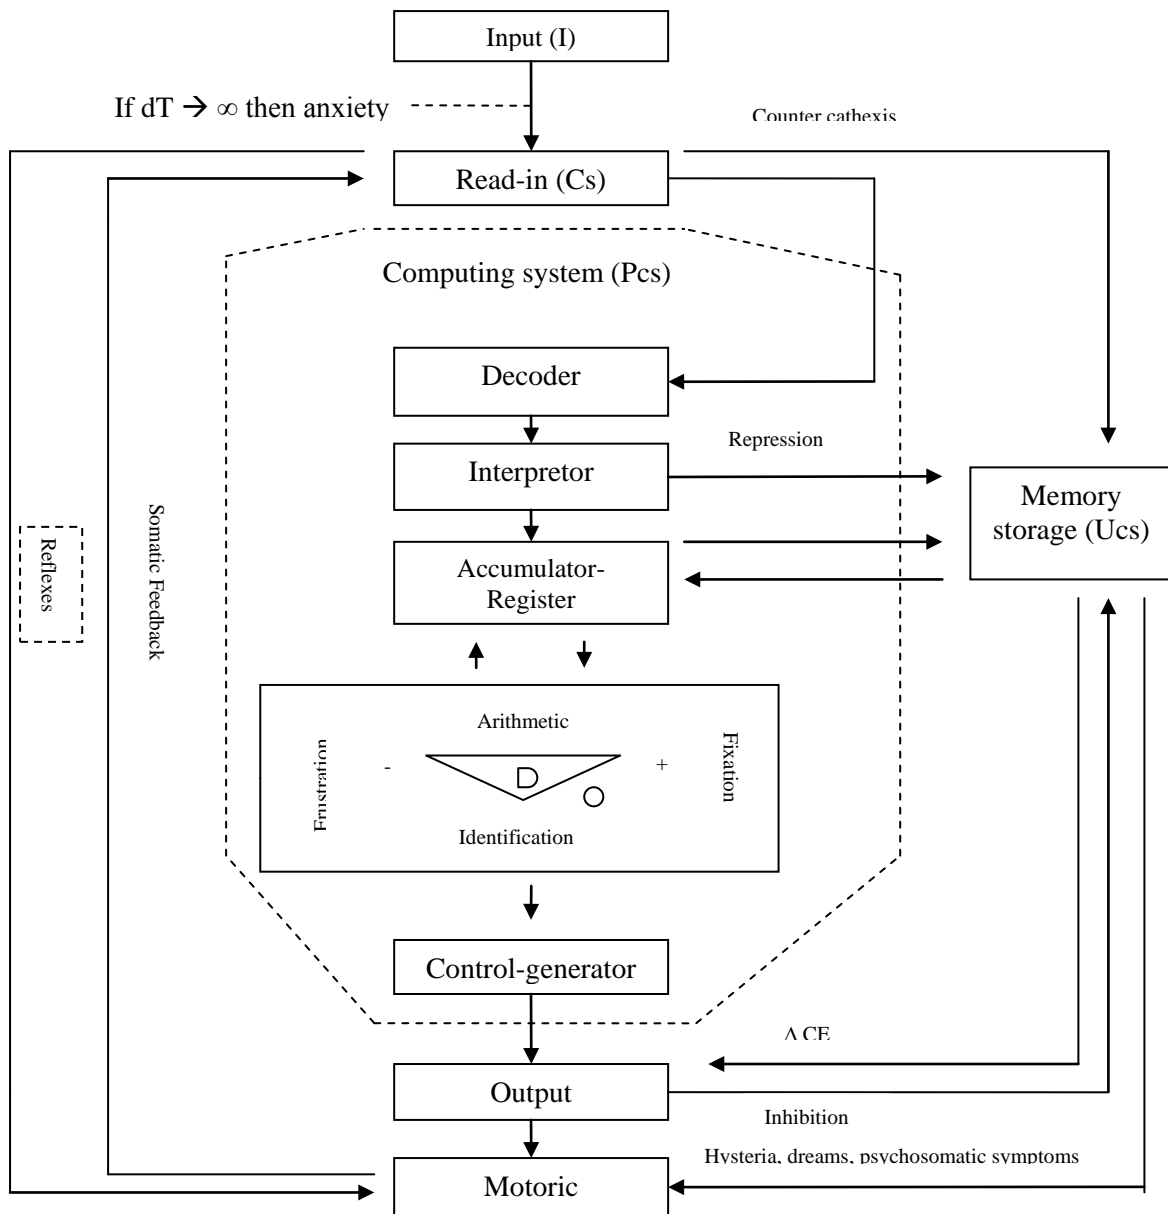 Input (I)
If dT → ∞ then anxiety
Counter cathexis
Read-in (Cs)
Computing system (Pcs)
Decoder
Interpretor
Repression
Memory
storage (Ucs)
Accumulator-
Register
Reflexes
Somatic Feedback
Arithmetic
Frustration
-
D
+
Fixation
Identification
Control-generator
Δ CE
Output
Inhibition
Hysteria, dreams, psychosomatic symptoms
Motoric